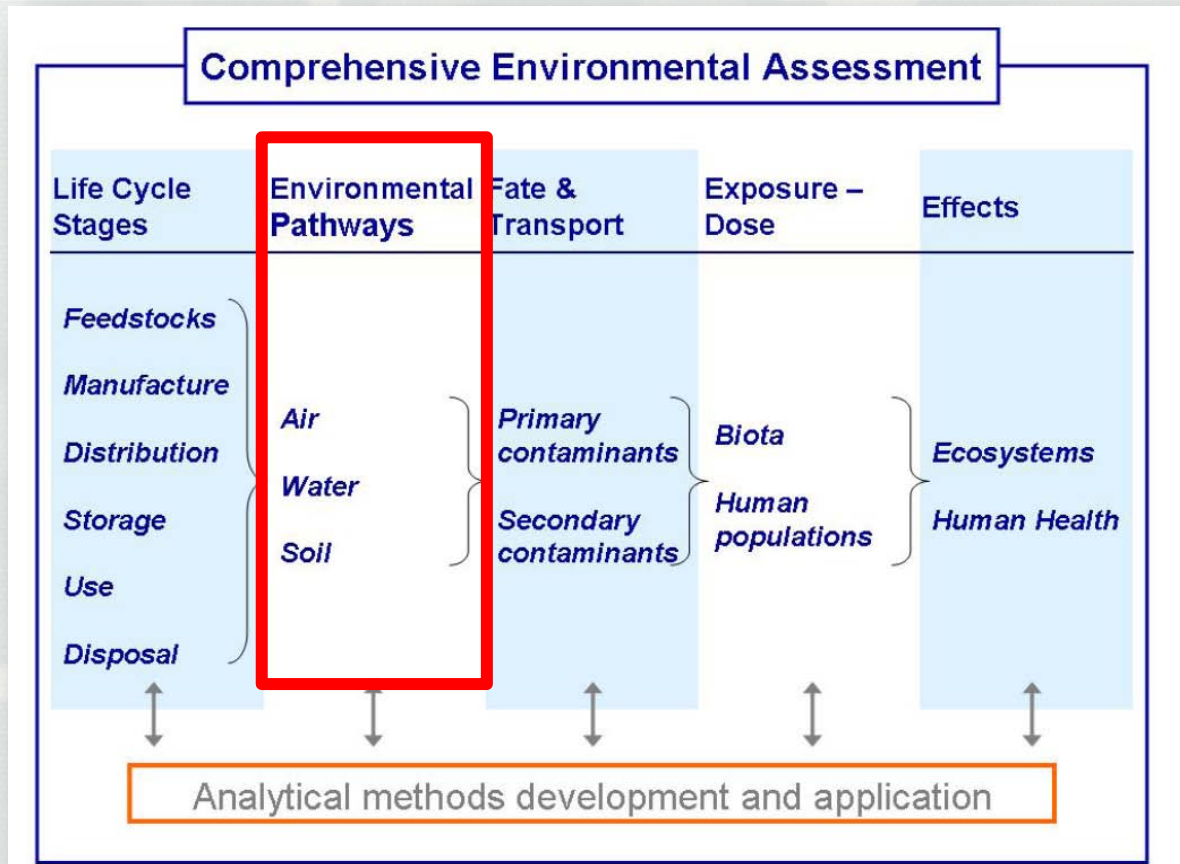 Comprehensive Environmental Assessment
Life Cycle
Stages
Environmental
Pathways
Fate &
Transport
Exposure –
Dose
Effects
Feedstocks
Manufacture
Distribution
Storage
Use
Disposal
Air
Water
Soil
Primary
contaminants
Secondary
contaminants
Biota
Human
populations
Ecosystems
Human Health
Analytical methods development and application